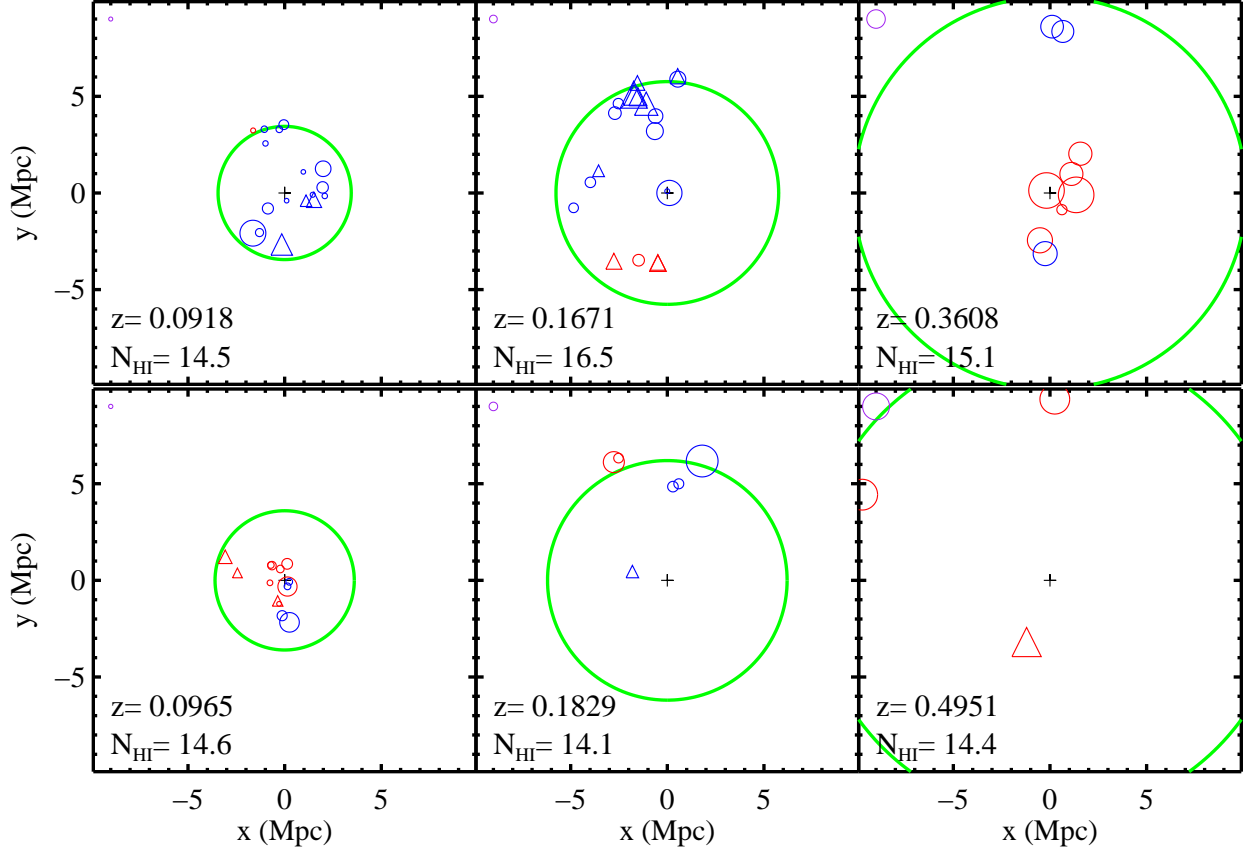 y (Mpc)
5
0
−5
z= 0.0918
N_HI= 14.5
z= 0.1671
N_HI= 16.5
z= 0.3608
N_HI= 15.1
y (Mpc)
5
0
−5
z= 0.0965
N_HI= 14.6
z= 0.1829
N_HI= 14.1
z= 0.4951
N_HI= 14.4
−5 0 5 −5 0 5 −5 0 5
x (Mpc) x (Mpc) x (Mpc)